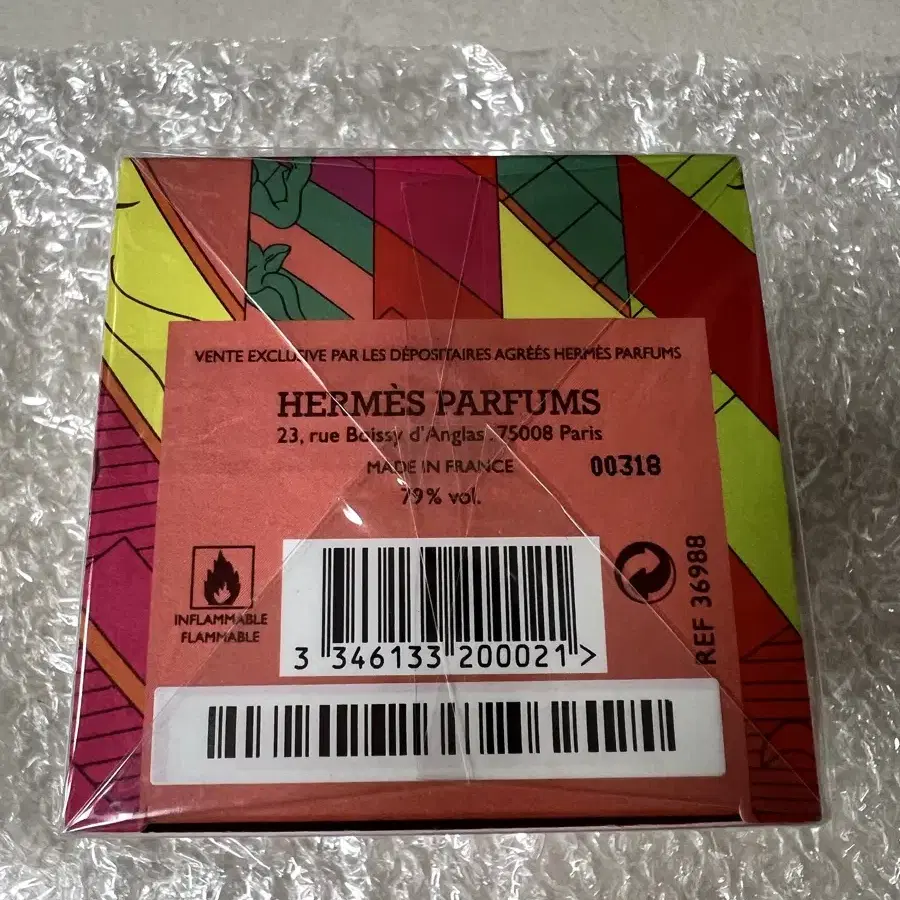 VENTE EXCLUSIVE PAR LES DÉPOSITAIRES AGRÉÉS HERMÈS PARFUMS
HERMÈS PARFUMS
23, rue Boissy d'Anglas 75008 Paris
MADE IN FRANCE
00318
79% vol.
INFLAMMABLE
FLAMMABLE
3 346133 200021 >
REF 36988